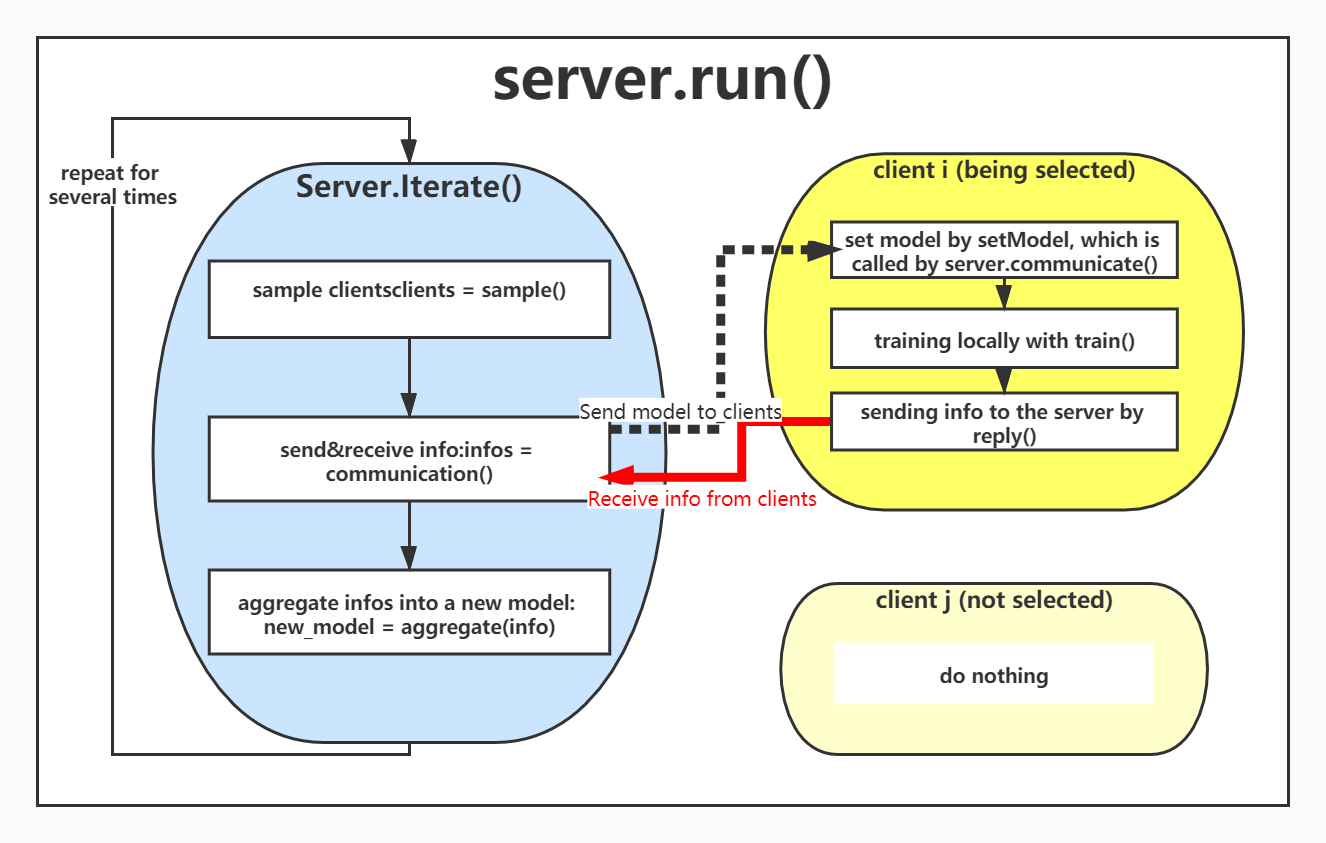 server.run()
repeat for
several times
Server.Iterate()
sample clientsclients = sample()
send&receive info:infos =
communication()
aggregate infos into a new model:
new_model = aggregate(info)
Send model to clients
Receive info from clients
client i (being selected)
set model by setModel, which is
called by server.communicate()
training locally with train()
sending info to the server by
reply()
client j (not selected)
do nothing